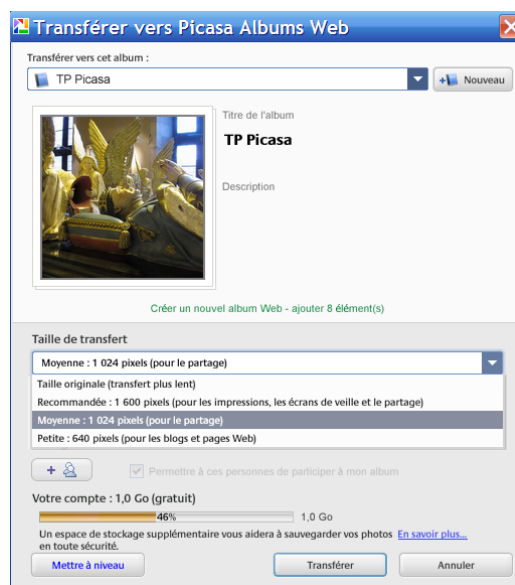 Transférer vers Picasa Albums Web
Transférer vers cet album :
TP Picasa
Nouveau
Titre de l'album
TP Picasa
Description
Créer un nouvel album Web - ajouter 8 élément(s)
Taille de transfert
Moyenne : 1 024 pixels (pour le partage)
Taille originale (transfert plus lent)
Recommandée : 1 600 pixels (pour les impressions, les écrans de veille et le partage)
Moyenne : 1 024 pixels (pour le partage)
Petite : 640 pixels (pour les blogs et pages Web)
Permettre à ces personnes de participer à mon album
Votre compte : 1,0 Go (gratuit)
46% 1,0 Go
Un espace de stockage supplémentaire vous aidera à sauvegarder vos photos En savoir plus...
en toute sécurité.
Mettre à niveau Transférer Annuler